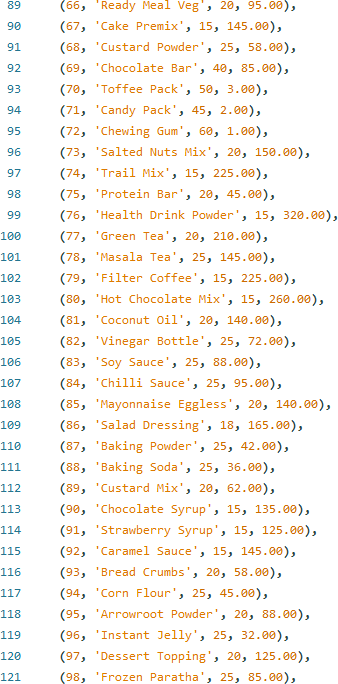 89 (66, 'Ready Meal Veg', 20, 95.00),
90 (67, 'Cake Premix', 15, 145.00),
91 (68, 'Custard Powder', 25, 58.00),
92 (69, 'Chocolate Bar', 40, 85.00),
93 (70, 'Toffee Pack', 50, 3.00),
94 (71, 'Candy Pack', 45, 2.00),
95 (72, 'Chewing Gum', 60, 1.00),
96 (73, 'Salted Nuts Mix', 20, 150.00),
97 (74, 'Trail Mix', 15, 225.00),
98 (75, 'Protein Bar', 20, 45.00),
99 (76, 'Health Drink Powder', 15, 320.00),
100 (77, 'Green Tea', 20, 210.00),
101 (78, 'Masala Tea', 25, 145.00),
102 (79, 'Filter Coffee', 15, 225.00),
103 (80, 'Hot Chocolate Mix', 15, 260.00),
104 (81, 'Coconut Oil', 20, 140.00),
105 (82, 'Vinegar Bottle', 25, 72.00),
106 (83, 'Soy Sauce', 25, 88.00),
107 (84, 'Chilli Sauce', 25, 95.00),
108 (85, 'Mayonnaise Eggless', 20, 140.00),
109 (86, 'Salad Dressing', 18, 165.00),
110 (87, 'Baking Powder', 25, 42.00),
111 (88, 'Baking Soda', 25, 36.00),
112 (89, 'Custard Mix', 20, 62.00),
113 (90, 'Chocolate Syrup', 15, 135.00),
114 (91, 'Strawberry Syrup', 15, 125.00),
115 (92, 'Caramel Sauce', 15, 145.00),
116 (93, 'Bread Crumbs', 20, 58.00),
117 (94, 'Corn Flour', 25, 45.00),
118 (95, 'Arrowroot Powder', 20, 88.00),
119 (96, 'Instant Jelly', 25, 32.00),
120 (97, 'Dessert Topping', 20, 125.00),
121 (98, 'Frozen Paratha', 25, 85.00),